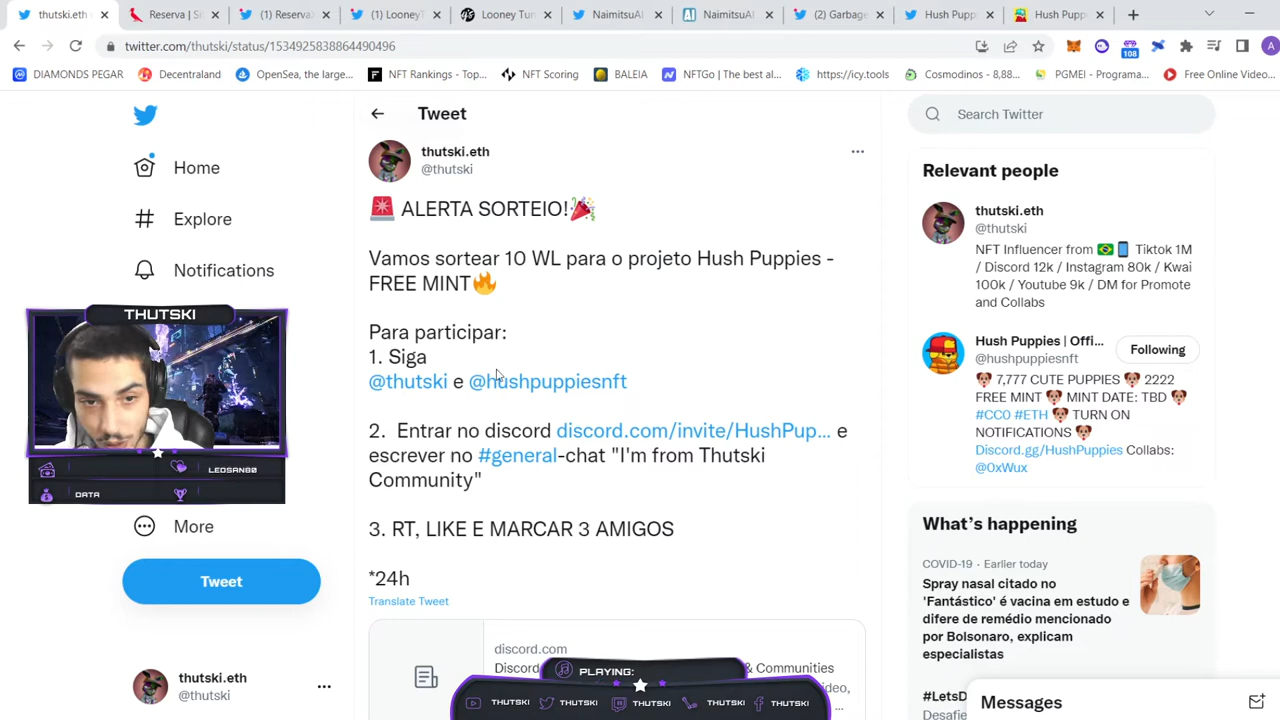 thutski.eth
Reserva | Si
(1) ReservaX
(1) LooneyT
Looney Tun
NaimitsuAI
NaimitsuAI
(2) Garbage
Hush Pupp
Hush Pupp
twitter.com/thutski/status/1534925838864490496
108
A
DIAMONDS PEGAR
Decentraland
OpenSea, the large...
NFT Rankings - Top...
NFT Scoring
BALEIA
NFTGo | The best al...
https://icy.tools
Cosmodinos - 8,88...
PGMEI - Programa...
Free Online Video...
Home
Explore
Notifications
THUTSKI
LEOSAN80
DATA
More
Tweet
thutski.eth
@thutski
Tweet
thutski.eth
@thutski
ALERTA SORTEIO!
Vamos sortear 10 WL para o projeto Hush Puppies -
FREE MINT
Para participar:
1. Siga
@thutski e @hushpuppiesnft
2. Entrar no discord discord.com/invite/HushPup... e
escrever no #general-chat "I'm from Thutski
Community"
3. RT, LIKE E MARCAR 3 AMIGOS
*24h
Translate Tweet
discord.com
Discord
& Communities
ideo,
PLAYING:
THUTSKI
THUTSKI
THUTSKI
THUTSKI
THUTSKI
Search Twitter
Relevant people
thutski.eth
@thutski
NFT Influencer from 🇧🇷📱 Tiktok 1M
/ Discord 12k / Instagram 80k / Kwai
100k / Youtube 9k / DM for Promote
and Collabs
Hush Puppies | Offi...
@hushpuppiesnft
Following
7,777 CUTE PUPPIES 2222
FREE MINT MINT DATE: TBD
#CC0 #ETH TURN ON
NOTIFICATIONS
Discord.gg/HushPuppies Collabs:
@0xWux
What's happening
COVID-19 · Earlier today
Spray nasal citado no
'Fantástico' é vacina em estudo e
difere de remédio mencionado
por Bolsonaro, explicam
especialistas
#LetsD
Desafie
Messages